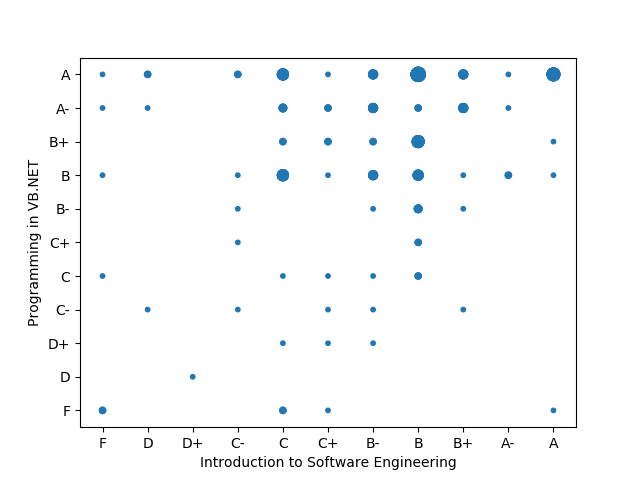 Programming in VB.NET
A
A-
B+
B
B-
C+
C
C-
D+
D
F
F D D+ C- C C+ B- B B+ A- A
Introduction to Software Engineering